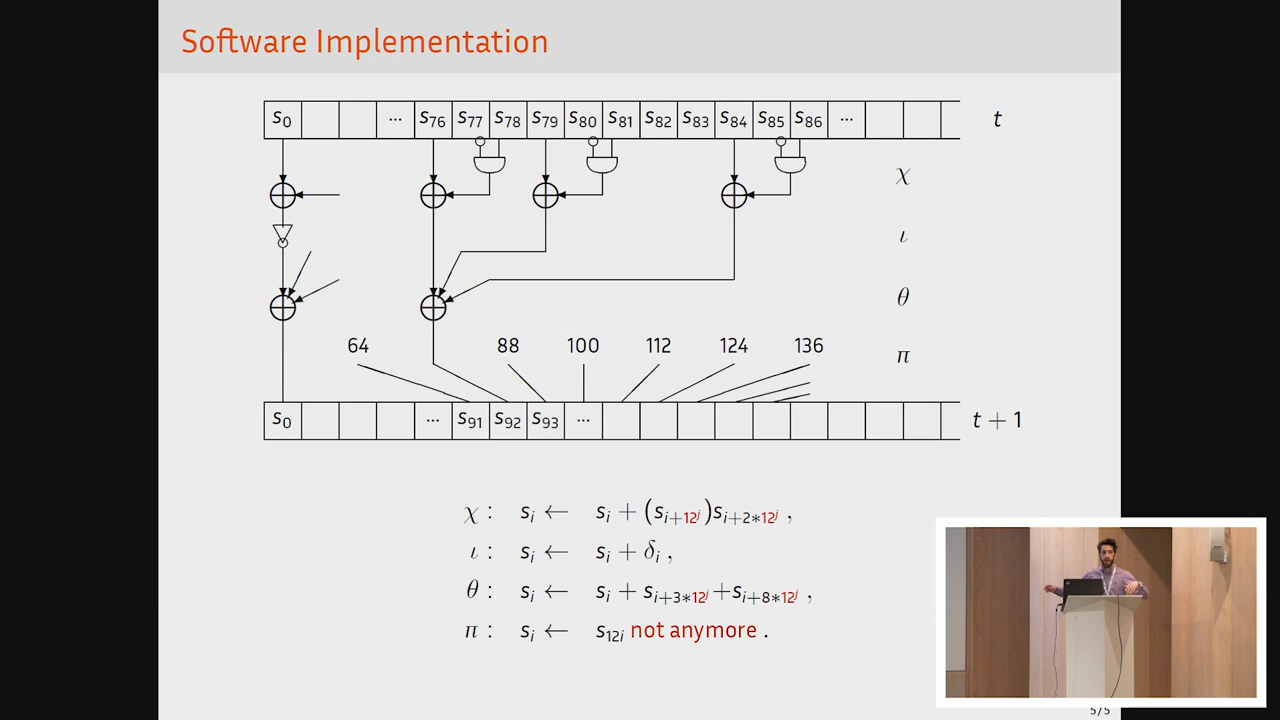 Software Implementation
s₀ ... s₇₆ s₇₇ s₇₈ s₇₉ s₈₀ s₈₁ s₈₂ s₈₃ s₈₄ s₈₅ s₈₆ ... t
χ
ι
θ
64 88 100 112 124 136 π
s₀ ... s₉₁ s₉₂ s₉₃ ... t + 1
χ : sᵢ ← sᵢ + (s_{i+12^j})s_{i+2*12^j} ,
ι : sᵢ ← sᵢ + δᵢ ,
θ : sᵢ ← sᵢ + s_{i+3*12^j}+s_{i+8*12^j} ,
π : sᵢ ← s_{12i} not anymore .
5/5